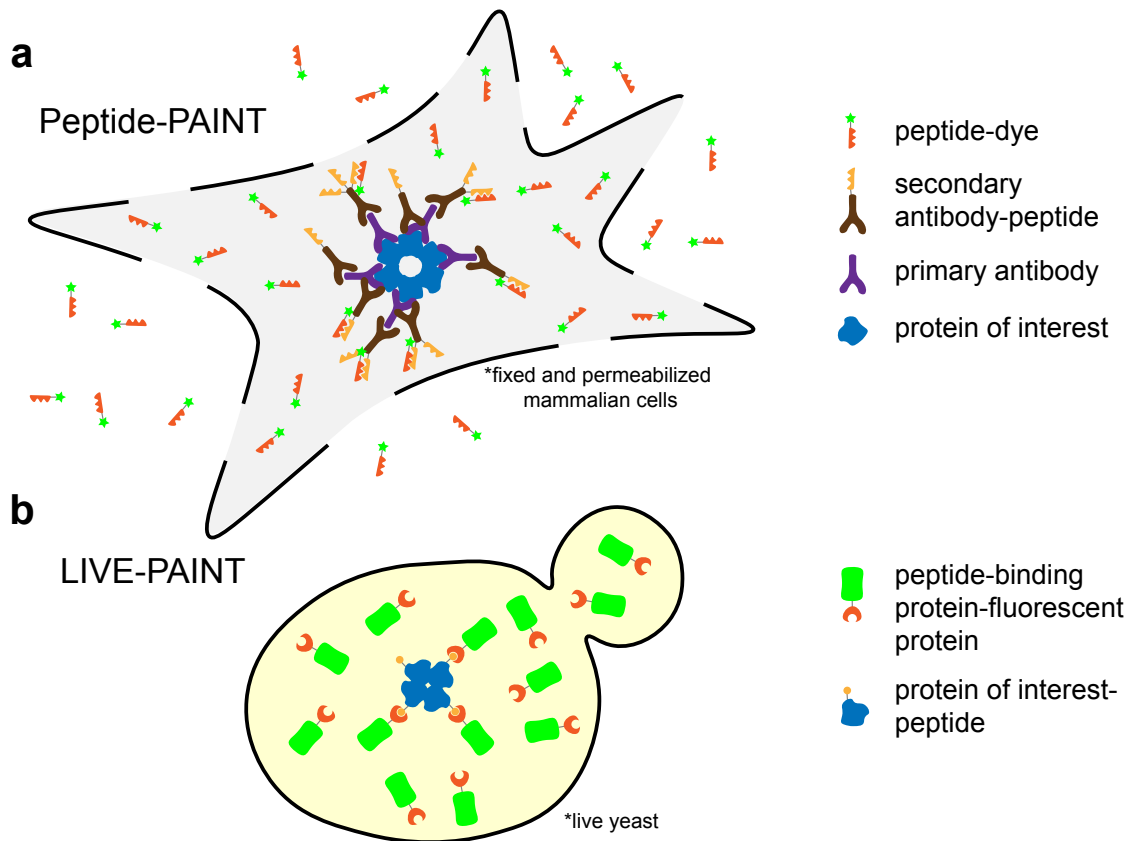 a
Peptide-PAINT
peptide-dye
secondary
antibody-peptide
primary antibody
protein of interest
*fixed and permeabilized
mammalian cells
b
LIVE-PAINT
peptide-binding
protein-fluorescent
protein
protein of interest-
peptide
*live yeast